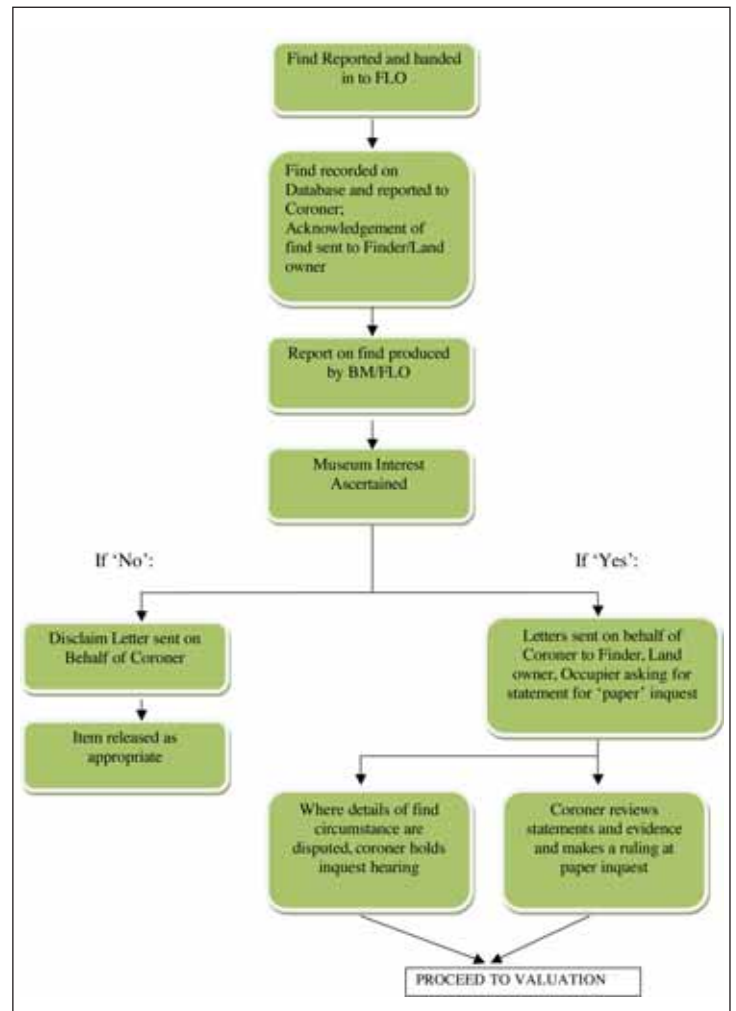 Find Reported and handed
in to FLO
Find recorded on
Database and reported to
Coroner;
Acknowledgement of
find sent to Finder/Land
owner
Report on find produced
by BM/FLO
Museum Interest
Ascertained
If ‘No’:
If ‘Yes’:
Disclaim Letter sent on
Behalf of Coroner
Item released as
appropriate
Letters sent on behalf of
Coroner to Finder, Land
owner, Occupier asking for
statement for ‘paper’ inquest
Where details of find
circumstance are
disputed, coroner holds
inquest hearing
Coroner reviews
statements and evidence
and makes a ruling at
paper inquest
PROCEED TO VALUATION